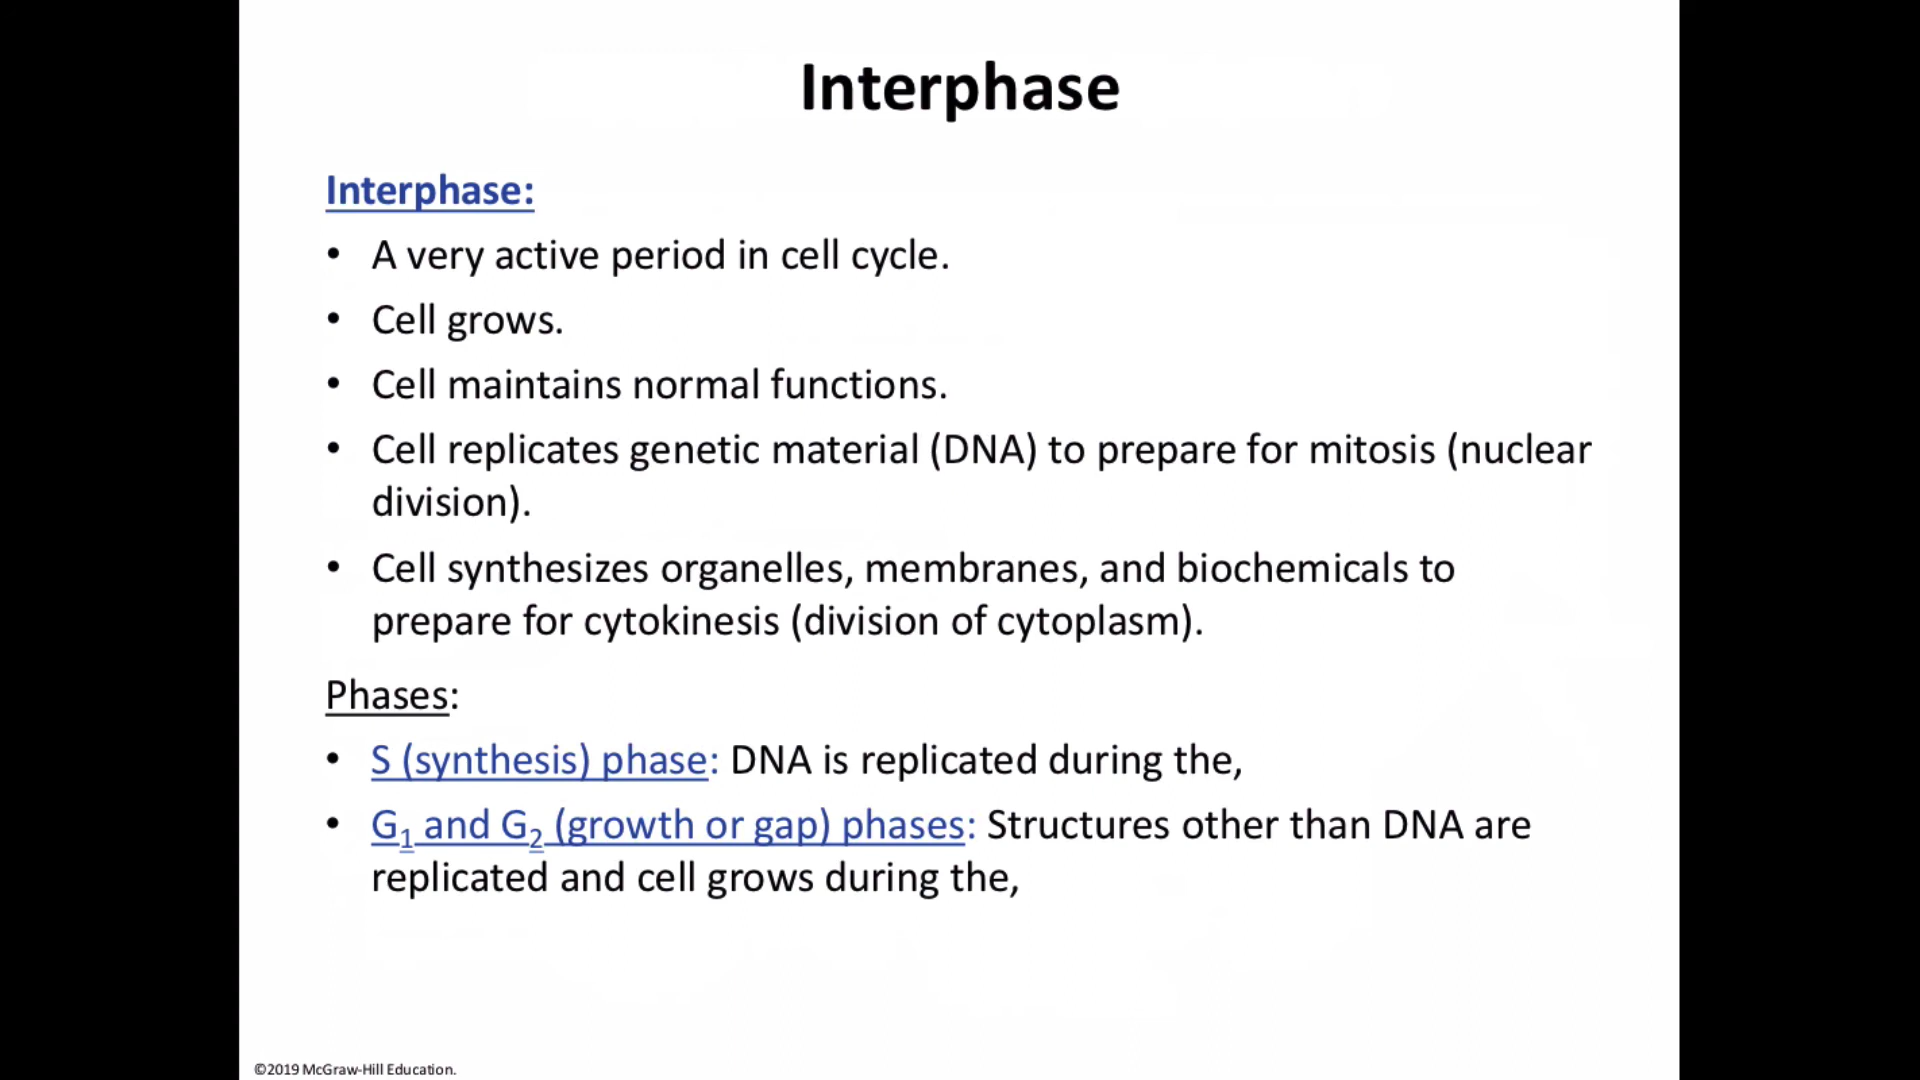 Interphase
Interphase:
• A very active period in cell cycle.
• Cell grows.
• Cell maintains normal functions.
• Cell replicates genetic material (DNA) to prepare for mitosis (nuclear
division).
• Cell synthesizes organelles, membranes, and biochemicals to
prepare for cytokinesis (division of cytoplasm).
Phases:
• S (synthesis) phase: DNA is replicated during the,
• G₁ and G₂ (growth or gap) phases: Structures other than DNA are
replicated and cell grows during the,
©2019 McGraw-Hill Education.